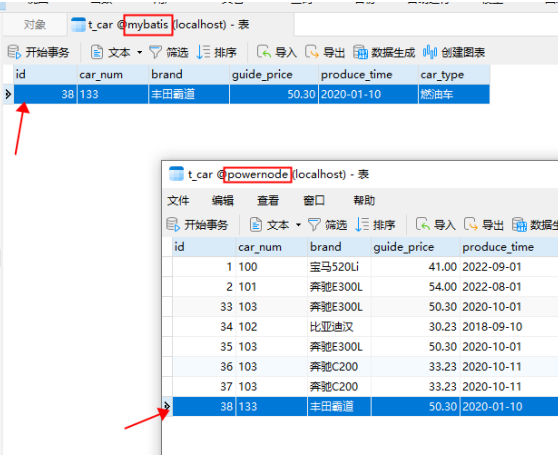 对象 t_car @mybatis (localhost) - 表
开始事务 文本 筛选 排序 导入 导出 数据生成 创建图表
id car_num brand guide_price produce_time car_type
38 133 丰田霸道 50.30 2020-01-10 燃油车
t_car @powernode (localhost) - 表
文件 编辑 查看 窗口 帮助
开始事务 文本 筛选 排序 导入 导出 数据生
id car_num brand guide_price produce_time
1 100 宝马520Li 41.00 2022-09-01
2 101 奔驰E300L 54.00 2022-08-01
33 103 奔驰E300L 50.30 2020-10-01
34 102 比亚迪汉 30.23 2018-09-10
35 103 奔驰E300L 50.30 2020-10-01
36 103 奔驰C200 33.23 2020-10-11
37 103 奔驰C200 33.23 2020-10-11
38 133 丰田霸道 50.30 2020-01-10